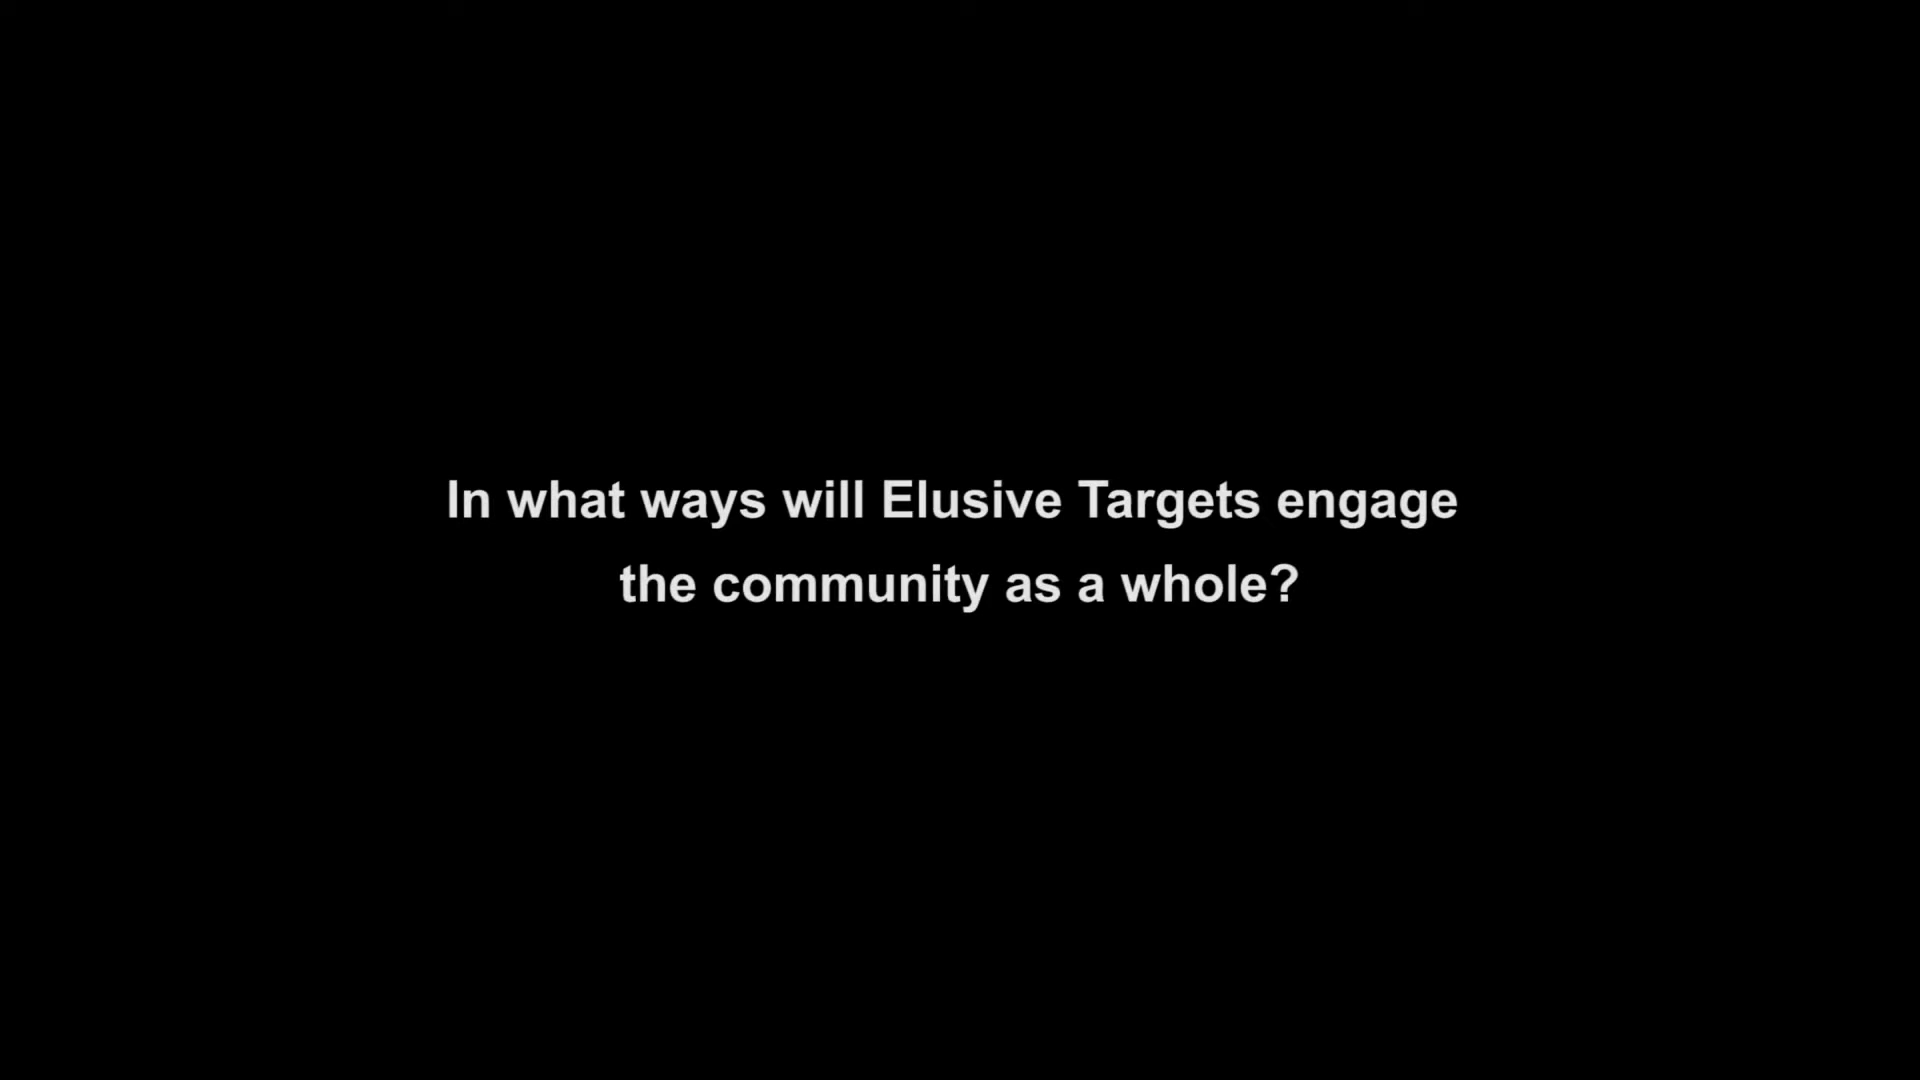 In what ways will Elusive Targets engage
the community as a whole?